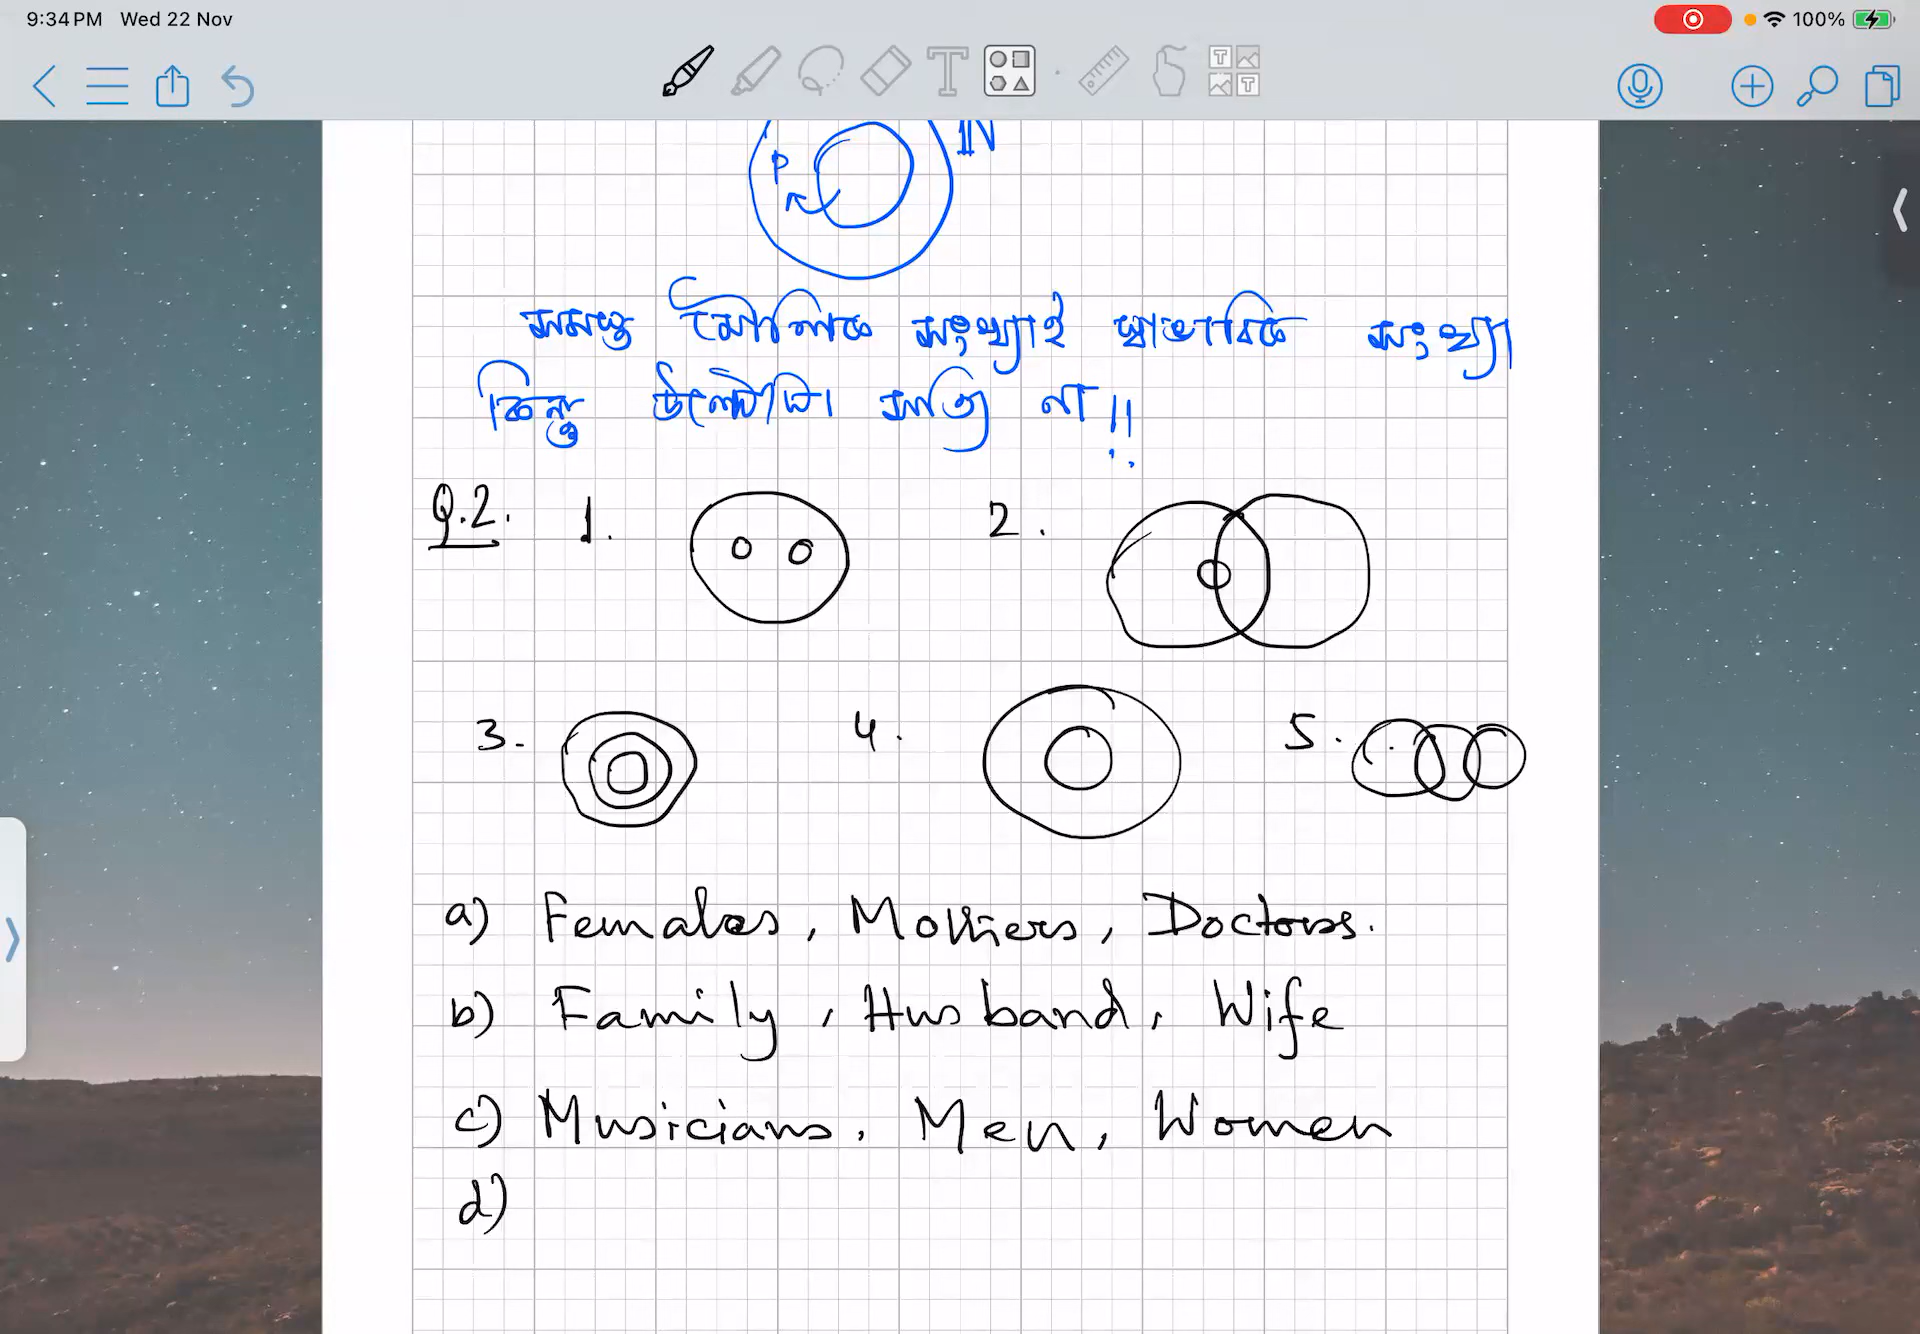 9:34 PM Wed 22 Nov
100%
IN
P
সমস্ত মৌলিক সংখ্যাই স্বাভাবিক সংখ্যা
কিন্তু উল্টোটা সত্যি না!!
Q.2. 1. 2.
3. 4. 5.
a) Females, Mothers, Doctors.
b) Family, Husband, Wife
c) Musicians, Men, Women
d)